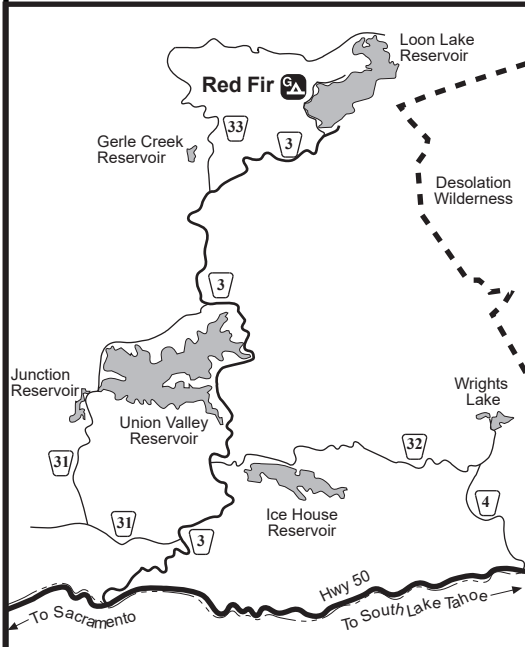 Loon Lake
Reservoir
Red Fir
G
33
3
Gerle Creek
Reservoir
Desolation
Wilderness
3
Junction
Reservoir
Wrights
Lake
Union Valley
Reservoir
32
31
4
Ice House
Reservoir
31
3
Hwy 50
To Sacramento
To South Lake Tahoe